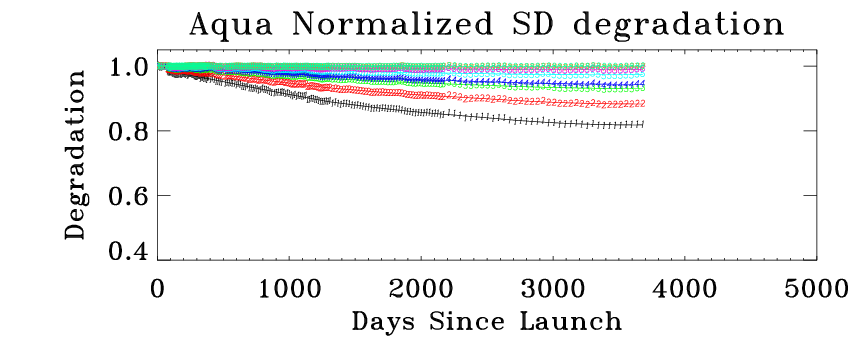 Aqua Normalized SD degradation
Degradation
1.0
0.8
0.6
0.4
0 1000 2000 3000 4000 5000
Days Since Launch